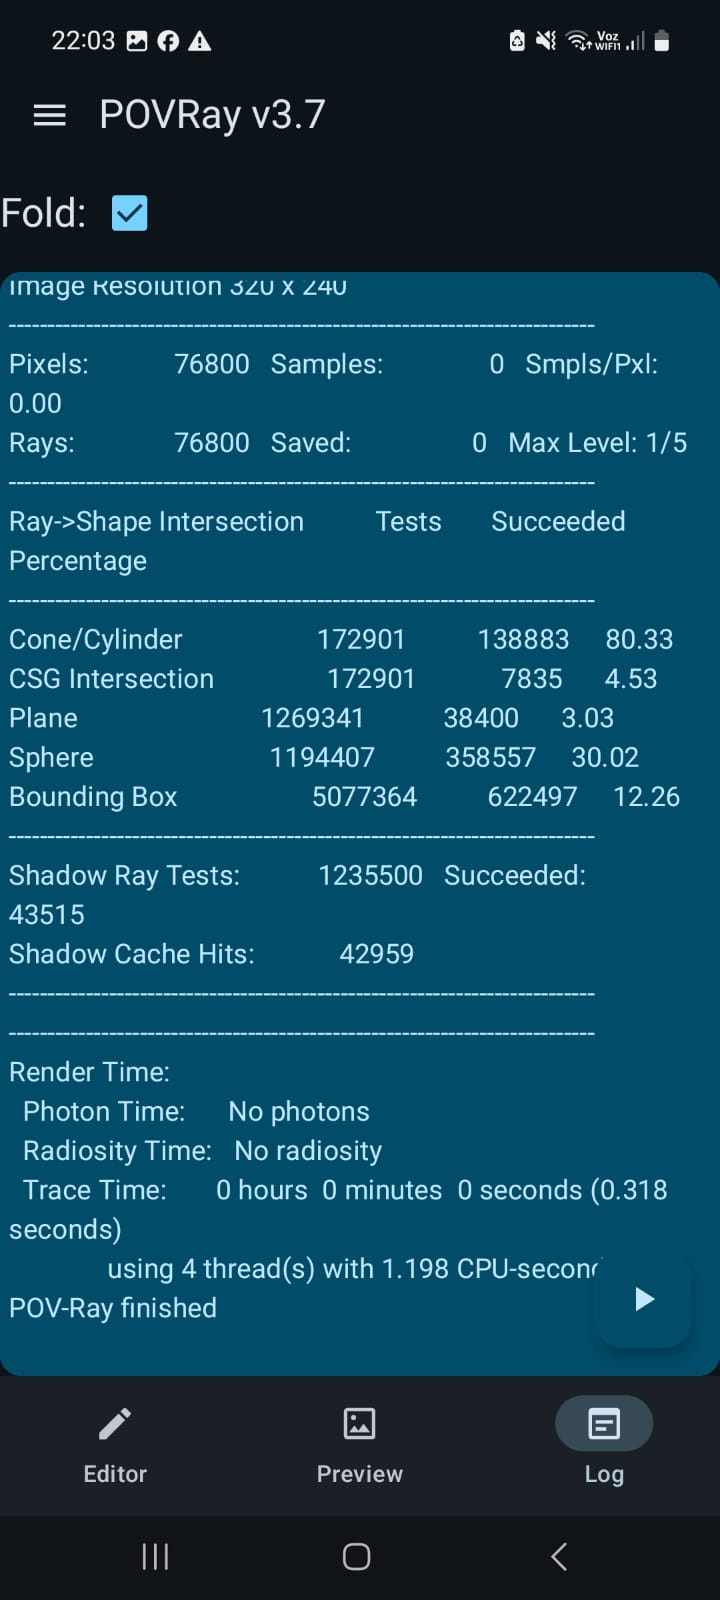 22:03
Voz
WIFI1
POVRay v3.7
Fold:
Image Resolution 320 x 240
----------------------------------------------------------------------------
Pixels: 76800 Samples: 0 Smpls/Pxl:
0.00
Rays: 76800 Saved: 0 Max Level: 1/5
----------------------------------------------------------------------------
Ray->Shape Intersection Tests Succeeded
Percentage
----------------------------------------------------------------------------
Cone/Cylinder 172901 138883 80.33
CSG Intersection 172901 7835 4.53
Plane 1269341 38400 3.03
Sphere 1194407 358557 30.02
Bounding Box 5077364 622497 12.26
----------------------------------------------------------------------------
Shadow Ray Tests: 1235500 Succeeded:
43515
Shadow Cache Hits: 42959
----------------------------------------------------------------------------
----------------------------------------------------------------------------
Render Time:
Photon Time: No photons
Radiosity Time: No radiosity
Trace Time: 0 hours 0 minutes 0 seconds (0.318
seconds)
using 4 thread(s) with 1.198 CPU-second
POV-Ray finished
Editor
Preview
Log